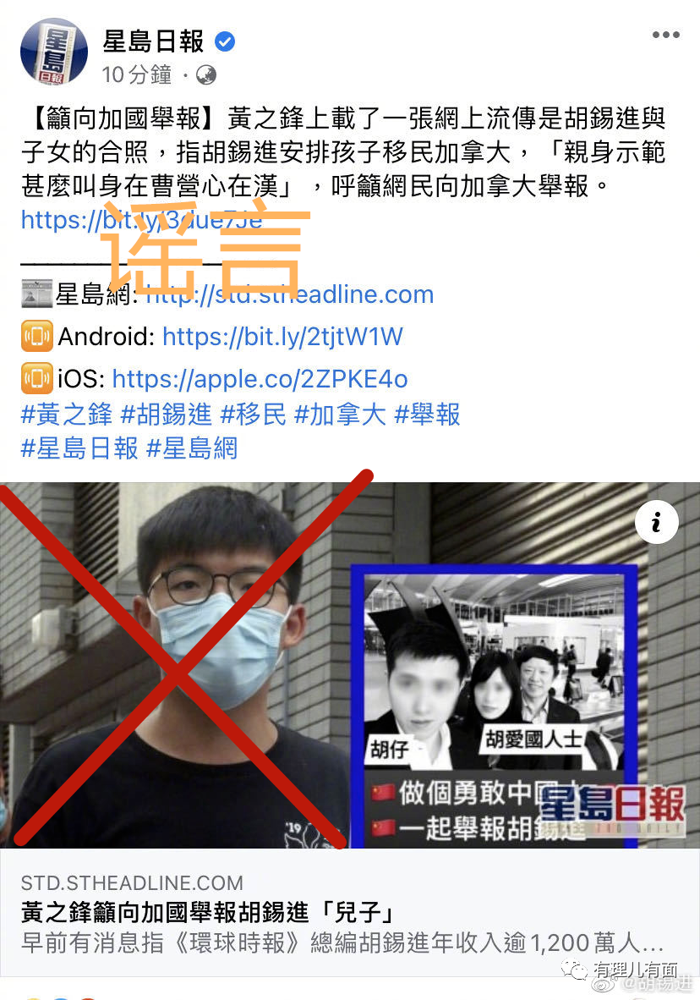 星島日報
10分鐘
【籲向加國舉報】黃之鋒上載了一張網上流傳是胡錫進與
子女的合照，指胡錫進安排孩子移民加拿大，「親身示範
甚麼叫身在曹營心在漢」，呼籲網民向加拿大舉報。
https://bit.ly/3due7Je
谣言
星島網: http://std.stheadline.com
Android: https://bit.ly/2tjtW1W
iOS: https://apple.co/2ZPKE4o
#黃之鋒 #胡錫進 #移民 #加拿大 #舉報
#星島日報 #星島網
胡仔
胡愛國人士
做個勇敢中國人
一起舉報胡錫進
星島日報
'19
STD.STHEADLINE.COM
黃之鋒籲向加國舉報胡錫進「兒子」
早前有消息指《環球時報》總編胡錫進年收入逾1,200萬人...
有理儿有面
@胡锡进